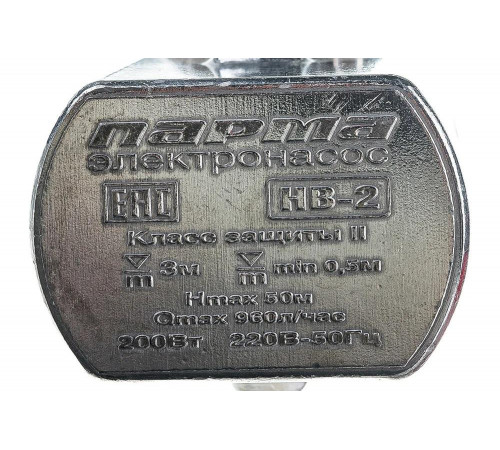 ПАРМА
электронасос
EAC НВ-2
Класс защиты II
m 3м m min 0,5м
Hmax 50м
Qmax 960л/час
200Вт 220В-50Гц